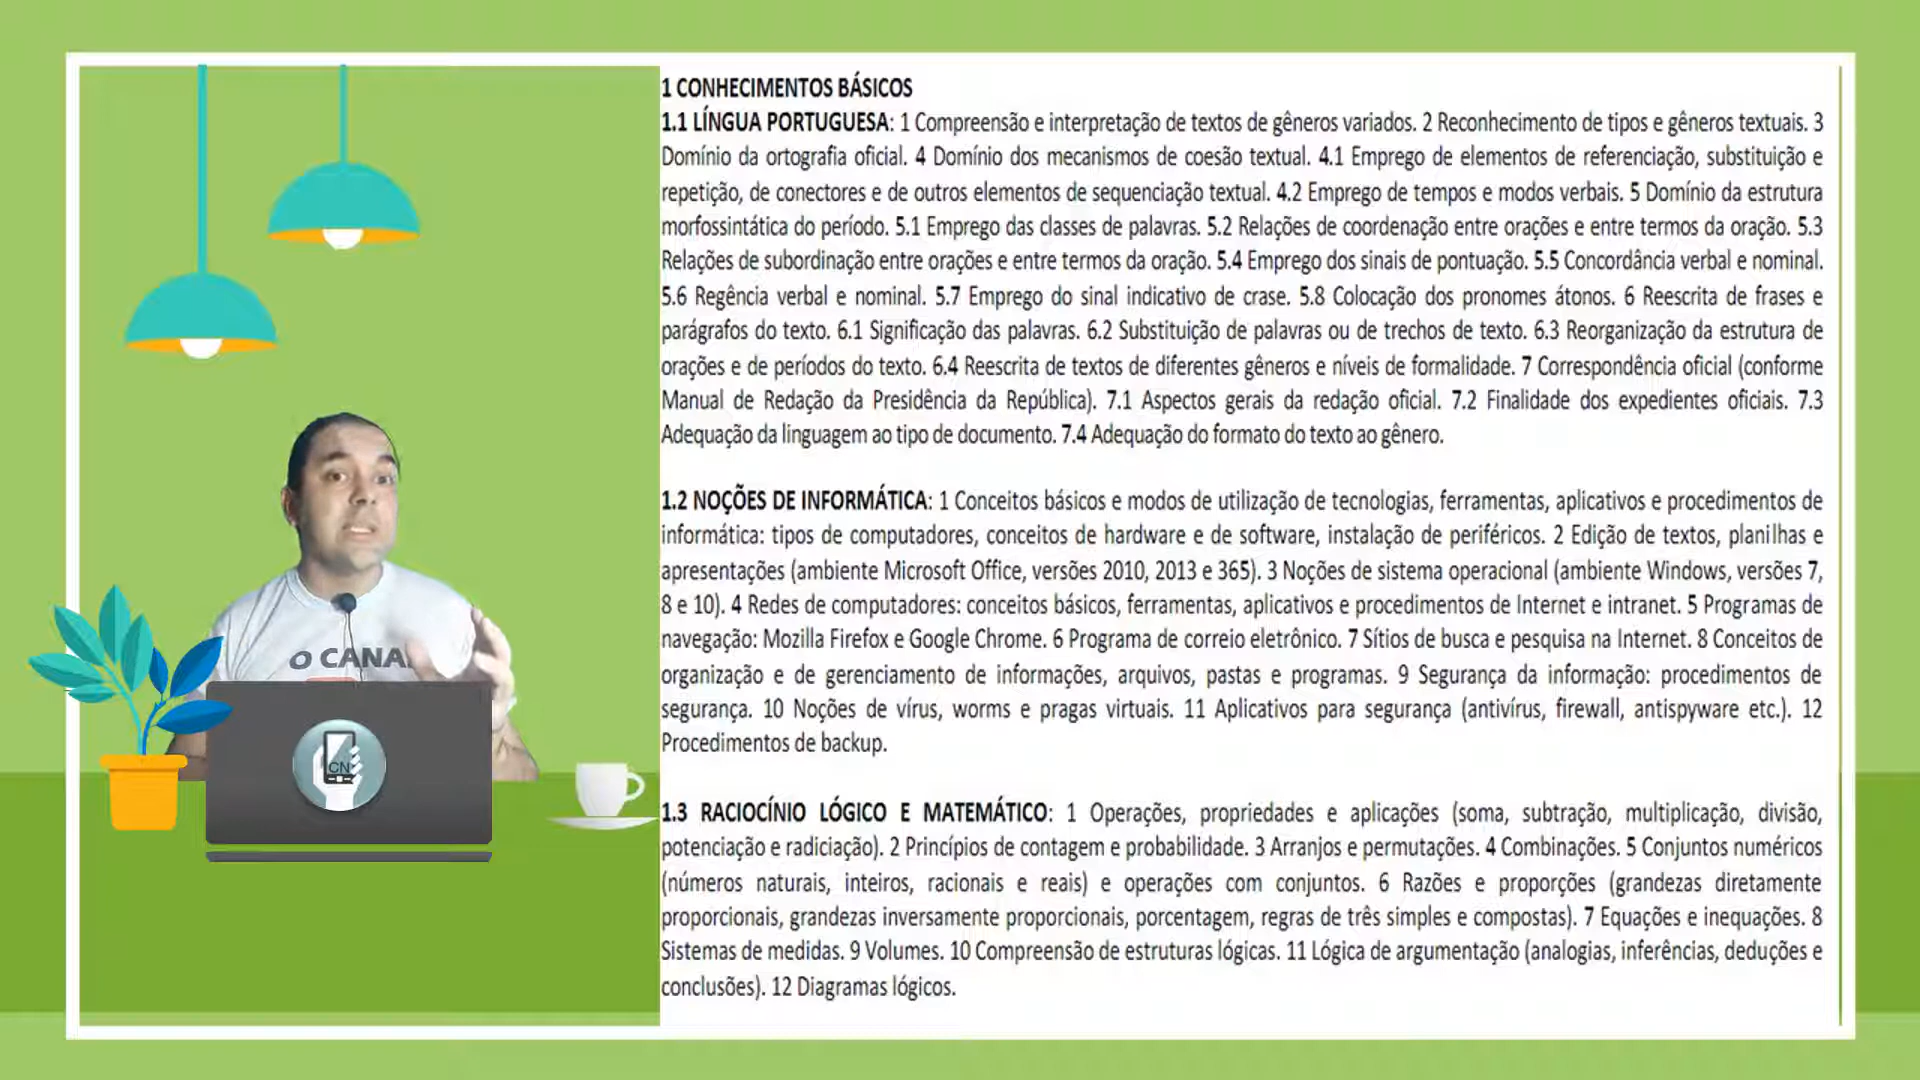 1 CONHECIMENTOS BÁSICOS
1.1 LÍNGUA PORTUGUESA: 1 Compreensão e interpretação de textos de gêneros variados. 2 Reconhecimento de tipos e gêneros textuais. 3
Domínio da ortografia oficial. 4 Domínio dos mecanismos de coesão textual. 4.1 Emprego de elementos de referenciação, substituição e
repetição, de conectores e de outros elementos de sequenciação textual. 4.2 Emprego de tempos e modos verbais. 5 Domínio da estrutura
morfossintática do período. 5.1 Emprego das classes de palavras. 5.2 Relações de coordenação entre orações e entre termos da oração. 5.3
Relações de subordinação entre orações e entre termos da oração. 5.4 Emprego dos sinais de pontuação. 5.5 Concordância verbal e nominal.
5.6 Regência verbal e nominal. 5.7 Emprego do sinal indicativo de crase. 5.8 Colocação dos pronomes átonos. 6 Reescrita de frases e
parágrafos do texto. 6.1 Significação das palavras. 6.2 Substituição de palavras ou de trechos de texto. 6.3 Reorganização da estrutura de
orações e de períodos do texto. 6.4 Reescrita de textos de diferentes gêneros e níveis de formalidade. 7 Correspondência oficial (conforme
Manual de Redação da Presidência da República). 7.1 Aspectos gerais da redação oficial. 7.2 Finalidade dos expedientes oficiais. 7.3
Adequação da linguagem ao tipo de documento. 7.4 Adequação do formato do texto ao gênero.
1.2 NOÇÕES DE INFORMÁTICA: 1 Conceitos básicos e modos de utilização de tecnologias, ferramentas, aplicativos e procedimentos de
informática: tipos de computadores, conceitos de hardware e de software, instalação de periféricos. 2 Edição de textos, planilhas e
apresentações (ambiente Microsoft Office, versões 2010, 2013 e 365). 3 Noções de sistema operacional (ambiente Windows, versões 7,
8 e 10). 4 Redes de computadores: conceitos básicos, ferramentas, aplicativos e procedimentos de Internet e intranet. 5 Programas de
navegação: Mozilla Firefox e Google Chrome. 6 Programa de correio eletrônico. 7 Sítios de busca e pesquisa na Internet. 8 Conceitos de
organização e de gerenciamento de informações, arquivos, pastas e programas. 9 Segurança da informação: procedimentos de
segurança. 10 Noções de vírus, worms e pragas virtuais. 11 Aplicativos para segurança (antivírus, firewall, antispyware etc.). 12
Procedimentos de backup.
1.3 RACIOCÍNIO LÓGICO E MATEMÁTICO: 1 Operações, propriedades e aplicações (soma, subtração, multiplicação, divisão,
potenciação e radiciação). 2 Princípios de contagem e probabilidade. 3 Arranjos e permutações. 4 Combinações. 5 Conjuntos numéricos
(números naturais, inteiros, racionais e reais) e operações com conjuntos. 6 Razões e proporções (grandezas diretamente
proporcionais, grandezas inversamente proporcionais, porcentagem, regras de três simples e compostas). 7 Equações e inequações. 8
Sistemas de medidas. 9 Volumes. 10 Compreensão de estruturas lógicas. 11 Lógica de argumentação (analogias, inferências, deduções e
conclusões). 12 Diagramas lógicos.
O CANA
CN